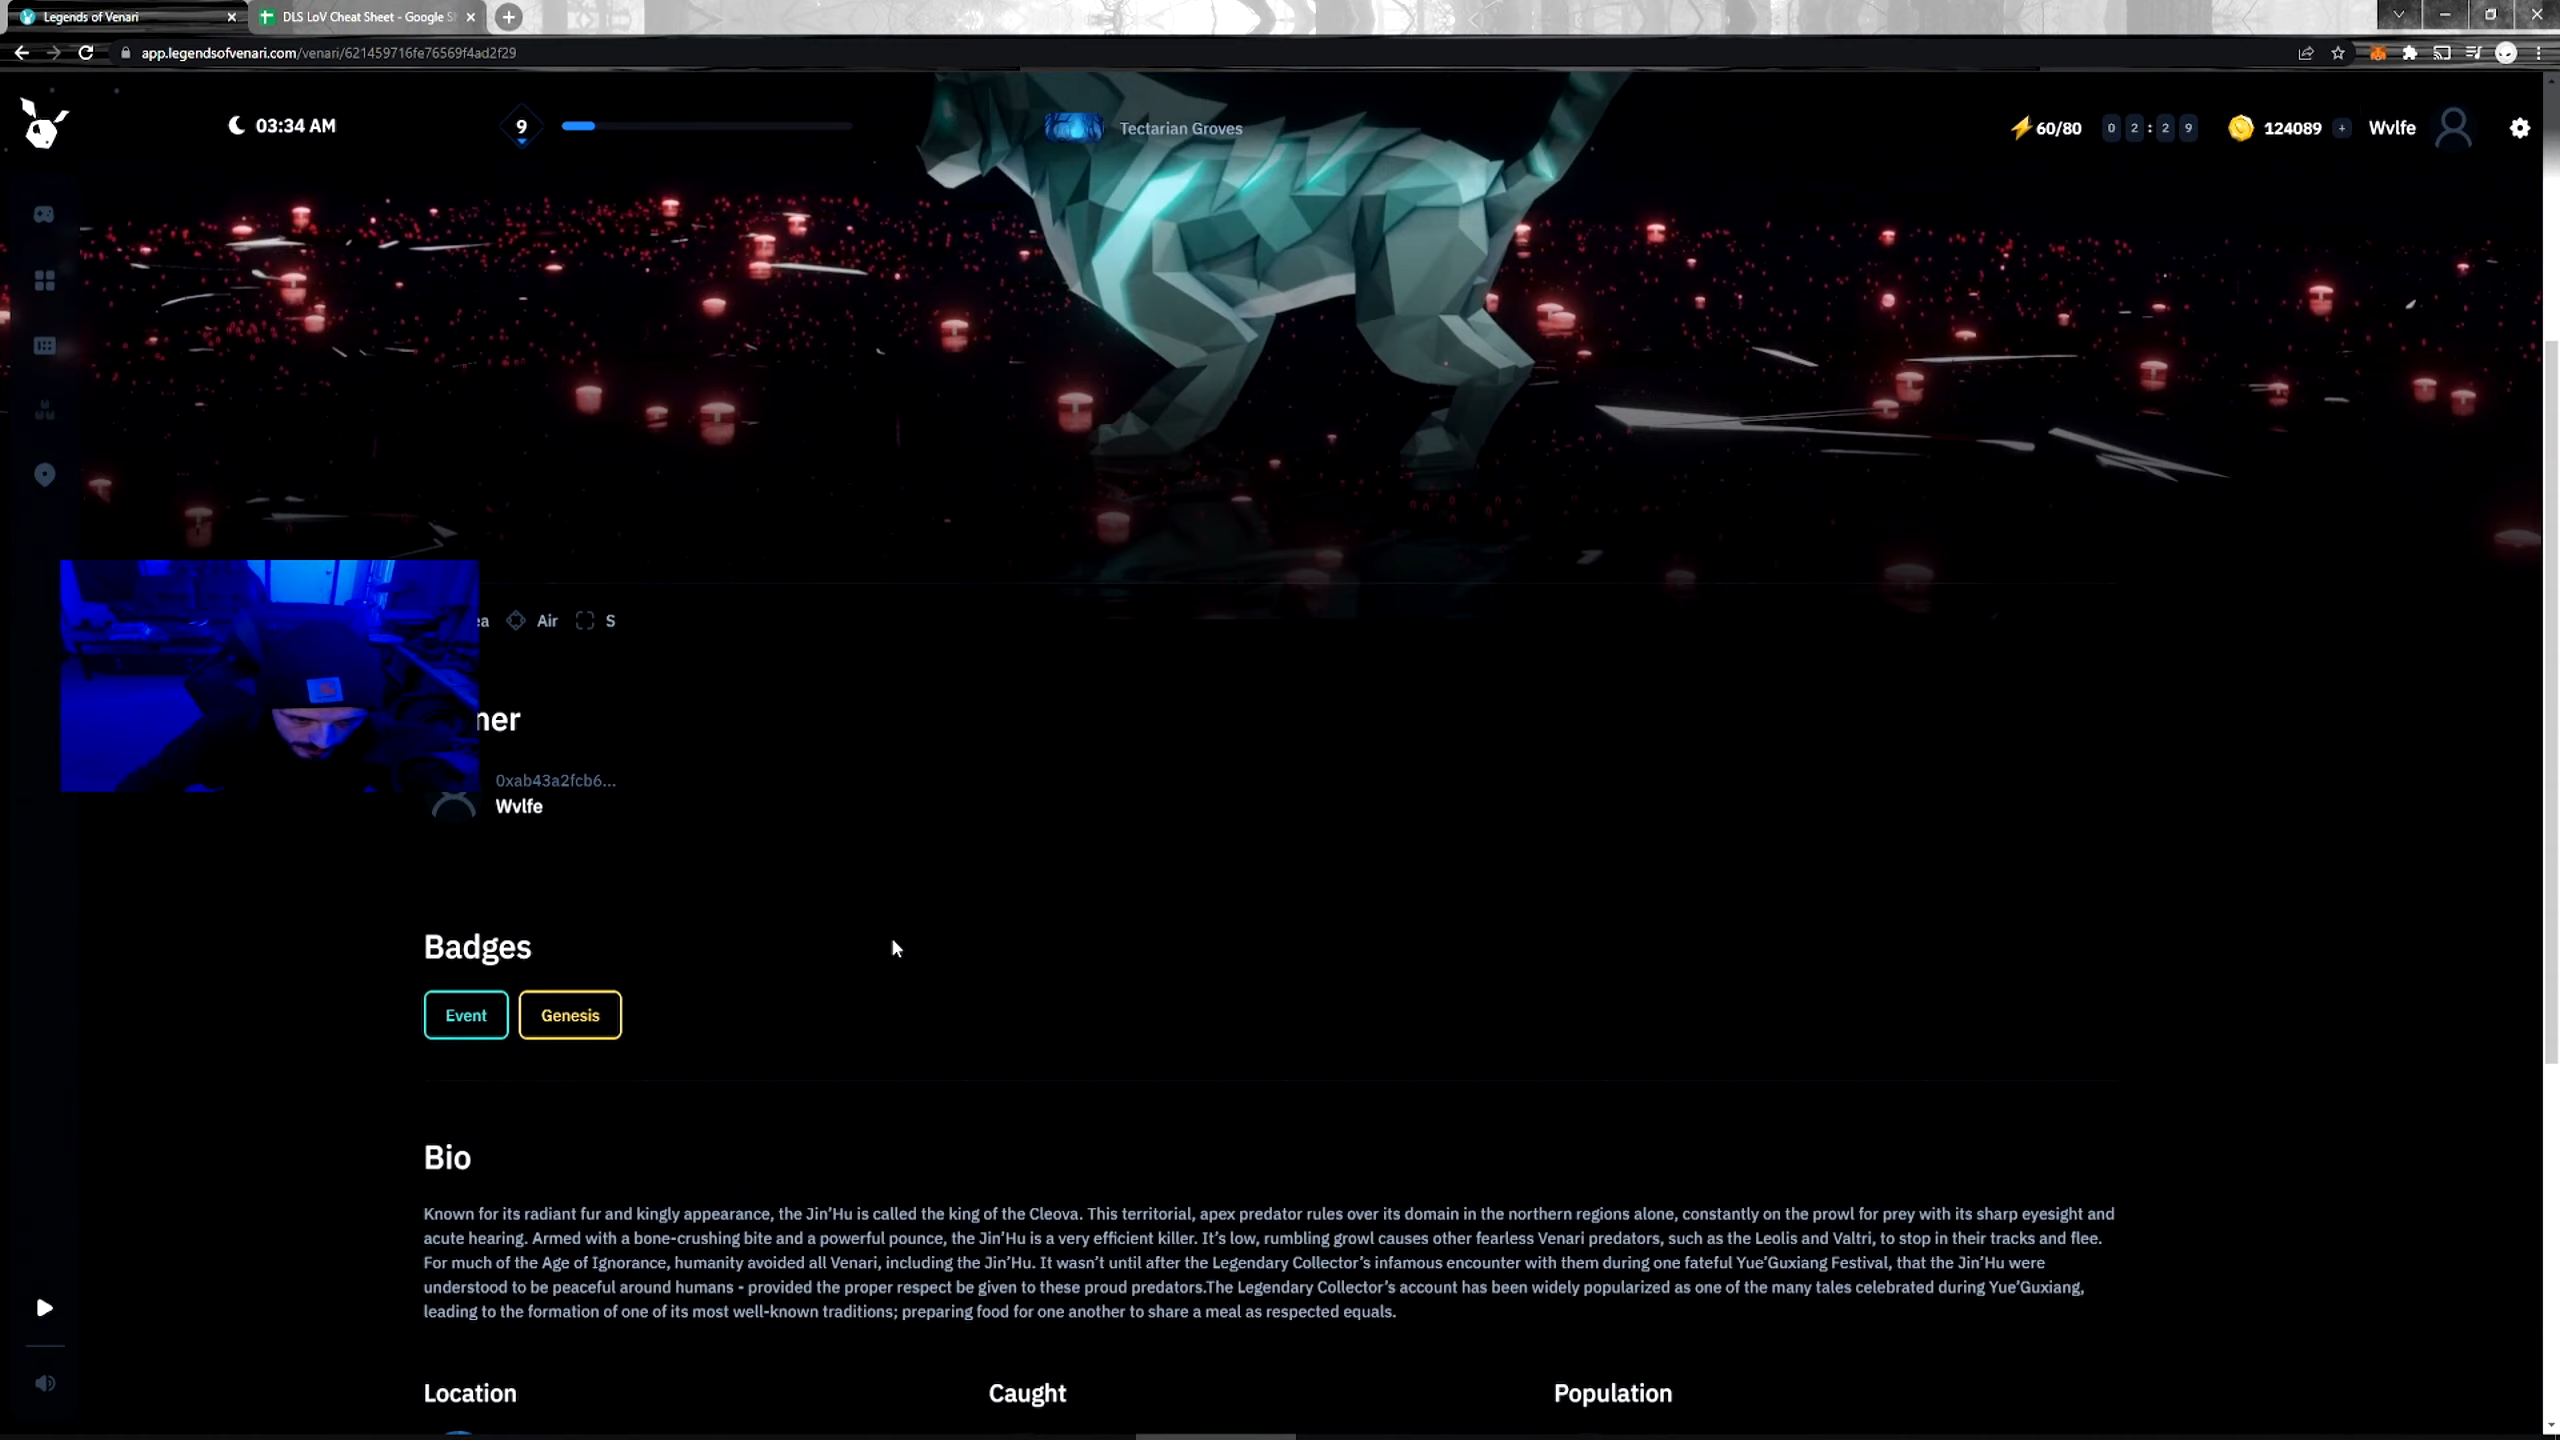 Legends of Venari
DLS LoV Cheat Sheet - Google S
app.legendsofvenari.com/venari/621459716fe76569f4ad2f29
03:34 AM
9
Tectarian Groves
60/80
0 2 : 2 9
124089
+
Wvlfe
ea
Air
S
ner
0xab43a2fcb6...
Wvlfe
Badges
Event
Genesis
Bio
Known for its radiant fur and kingly appearance, the Jin’Hu is called the king of the Cleova. This territorial, apex predator rules over its domain in the northern regions alone, constantly on the prowl for prey with its sharp eyesight and
acute hearing. Armed with a bone-crushing bite and a powerful pounce, the Jin’Hu is a very efficient killer. It’s low, rumbling growl causes other fearless Venari predators, such as the Leolis and Valtri, to stop in their tracks and flee.
For much of the Age of Ignorance, humanity avoided all Venari, including the Jin’Hu. It wasn’t until after the Legendary Collector’s infamous encounter with them during one fateful Yue’Guxiang Festival, that the Jin’Hu were
understood to be peaceful around humans - provided the proper respect be given to these proud predators.The Legendary Collector’s account has been widely popularized as one of the many tales celebrated during Yue’Guxiang,
leading to the formation of one of its most well-known traditions; preparing food for one another to share a meal as respected equals.
Location
Caught
Population